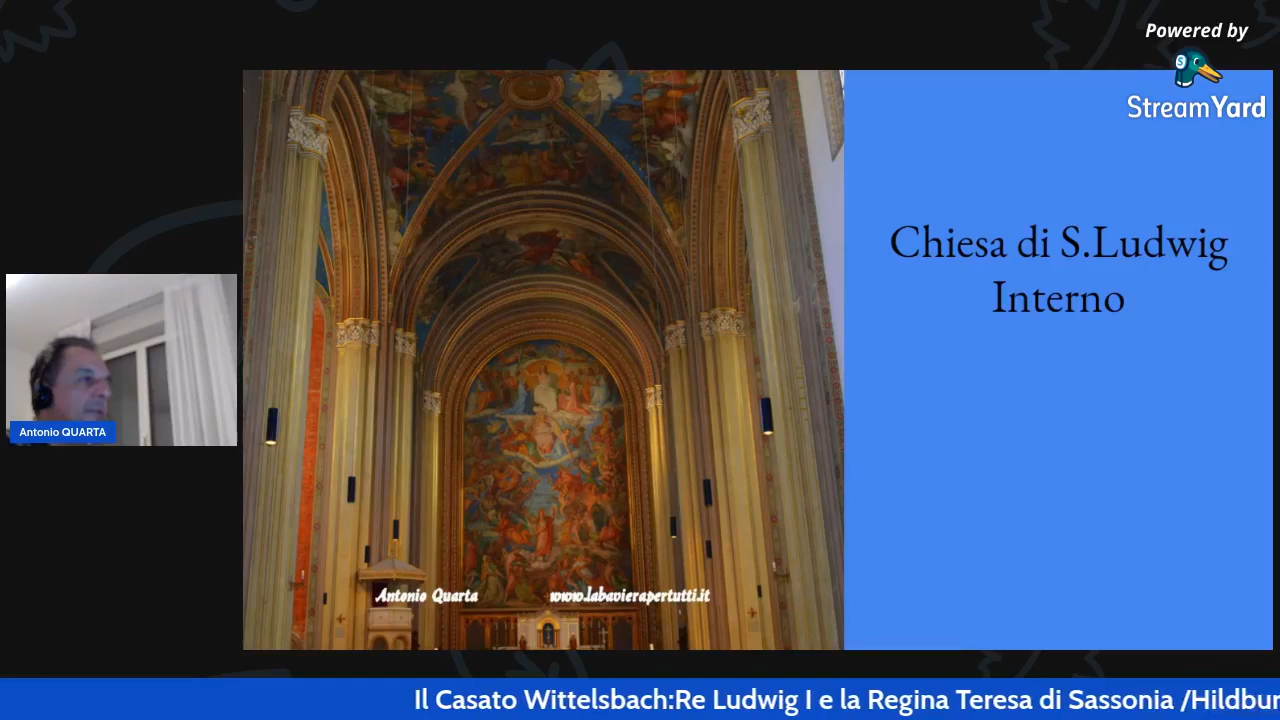 Powered by
StreamYard
Chiesa di S.Ludwig
Interno
Antonio QUARTA
Antonio Quarta
www.labavierapertutti.it
Il Casato Wittelsbach:Re Ludwig I e la Regina Teresa di Sassonia /Hildbur